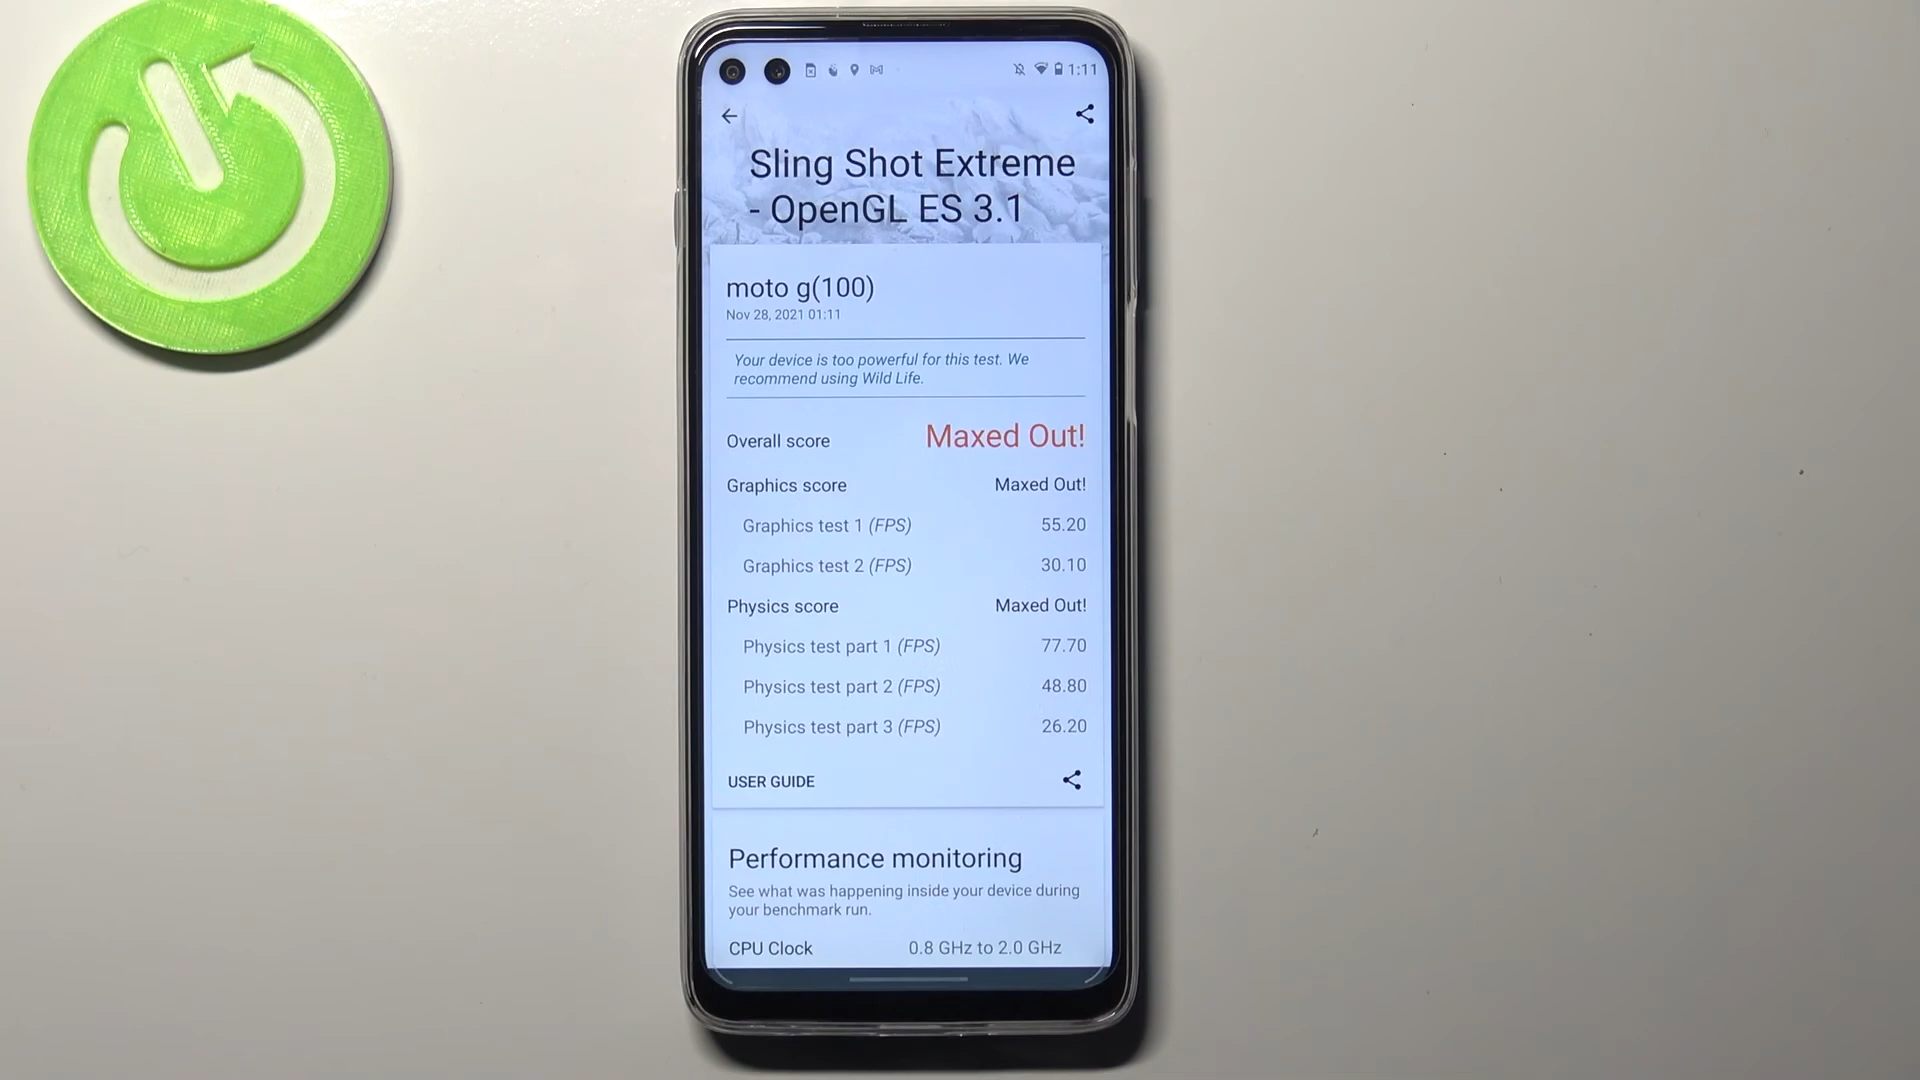 1:11
Sling Shot Extreme
- OpenGL ES 3.1
moto g(100)
Nov 28, 2021 01:11
Your device is too powerful for this test. We
recommend using Wild Life.
Overall score Maxed Out!
Graphics score Maxed Out!
Graphics test 1 (FPS) 55.20
Graphics test 2 (FPS) 30.10
Physics score Maxed Out!
Physics test part 1 (FPS) 77.70
Physics test part 2 (FPS) 48.80
Physics test part 3 (FPS) 26.20
USER GUIDE
Performance monitoring
See what was happening inside your device during
your benchmark run.
CPU Clock 0.8 GHz to 2.0 GHz